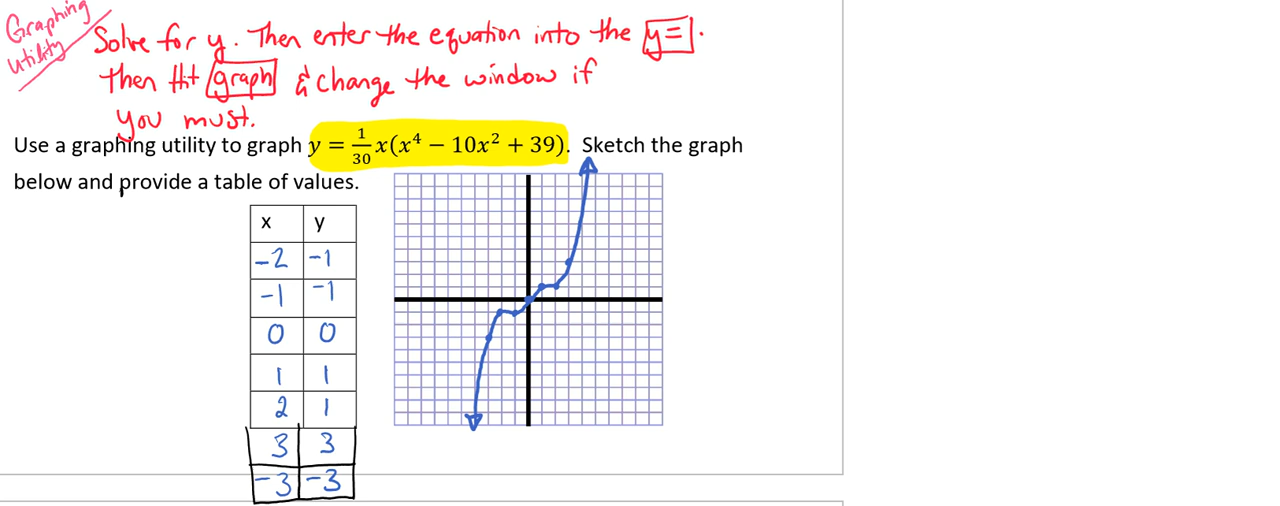 Graphing
Utility
Solve for y. Then enter the equation into the y=.
Then Hit graph & change the window if
you must.
Use a graphing utility to graph y = 1/30 x(x⁴ − 10x² + 39). Sketch the graph
below and provide a table of values.
x y
-2 -1
-1 -1
0 0
1 1
2 1
3 3
-3 -3